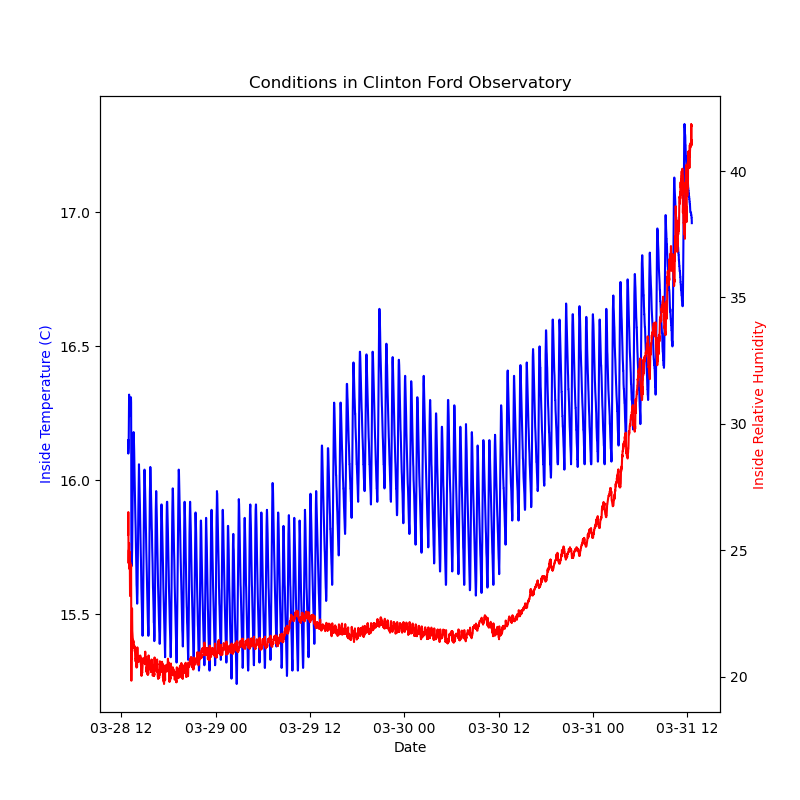 Conditions in Clinton Ford Observatory
Inside Temperature (C)
17.0
16.5
16.0
15.5
40
35
30
25
20
Inside Relative Humidity
03-28 12 03-29 00 03-29 12 03-30 00 03-30 12 03-31 00 03-31 12
Date